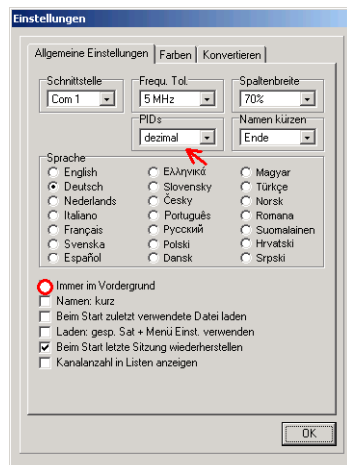 Einstellungen
Allgemeine Einstellungen Farben Konvertieren
Schnittstelle Frequ. Tol. Spaltenbreite
Com 1 5 MHz 70%
PIDs Namen kürzen
dezimal Ende
Sprache
English Ελληνικά Magyar
Deutsch Slovensky Türkçe
Nederlands Česky Norsk
Italiano Português Romana
Français Русский Suomalainen
Svenska Polski Hrvatski
Español Dansk Srpski
Immer im Vordergrund
Namen: kurz
Beim Start zuletzt verwendete Datei laden
Laden: gesp. Sat + Menü Einst. verwenden
Beim Start letzte Sitzung wiederherstellen
Kanalanzahl in Listen anzeigen
OK